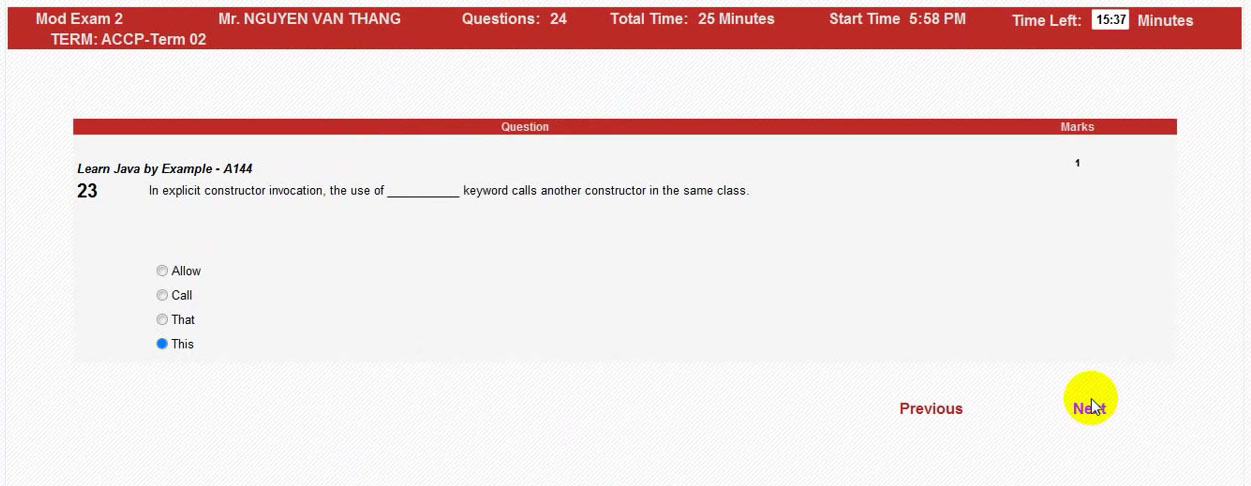 Mod Exam 2 Mr. NGUYEN VAN THANG Questions: 24 Total Time: 25 Minutes Start Time 5:58 PM Time Left: 15:37 Minutes
TERM: ACCP-Term 02
Question Marks
Learn Java by Example - A144 1
23 In explicit constructor invocation, the use of ___________ keyword calls another constructor in the same class.
Allow
Call
That
This
Previous Next